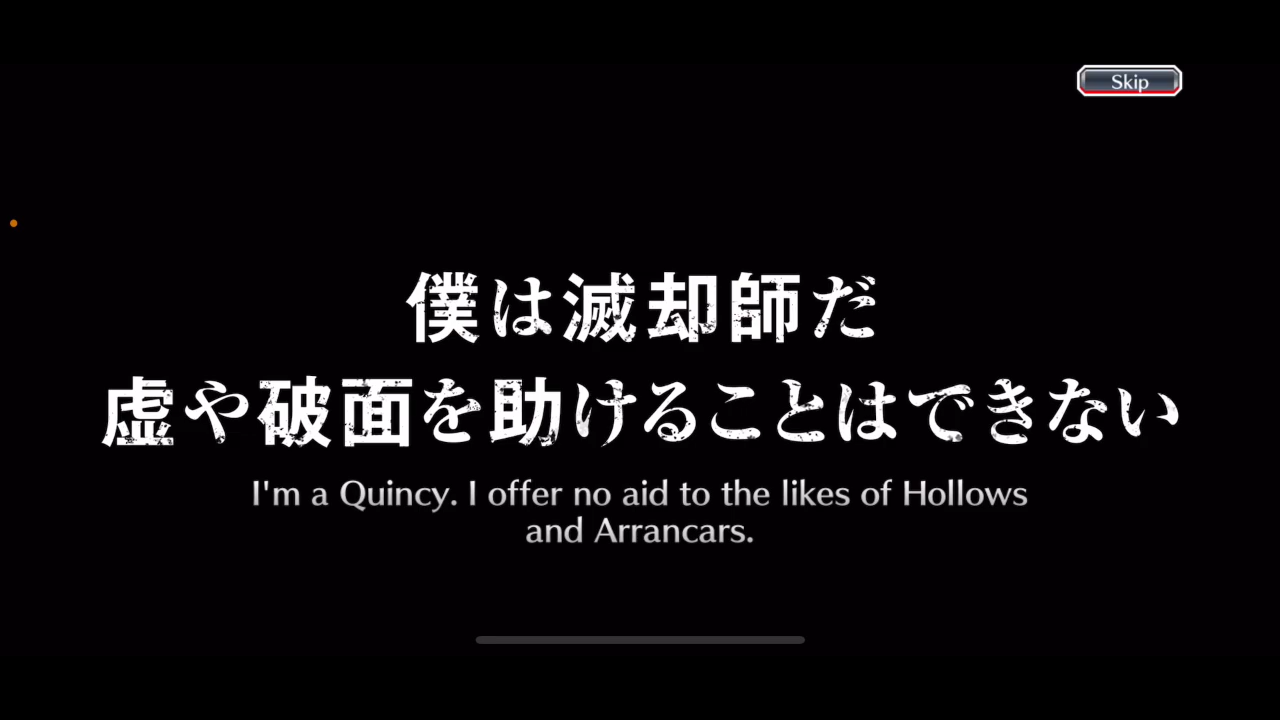 Skip
僕は滅却師だ
虚や破面を助けることはできない
I'm a Quincy. I offer no aid to the likes of Hollows
and Arrancars.